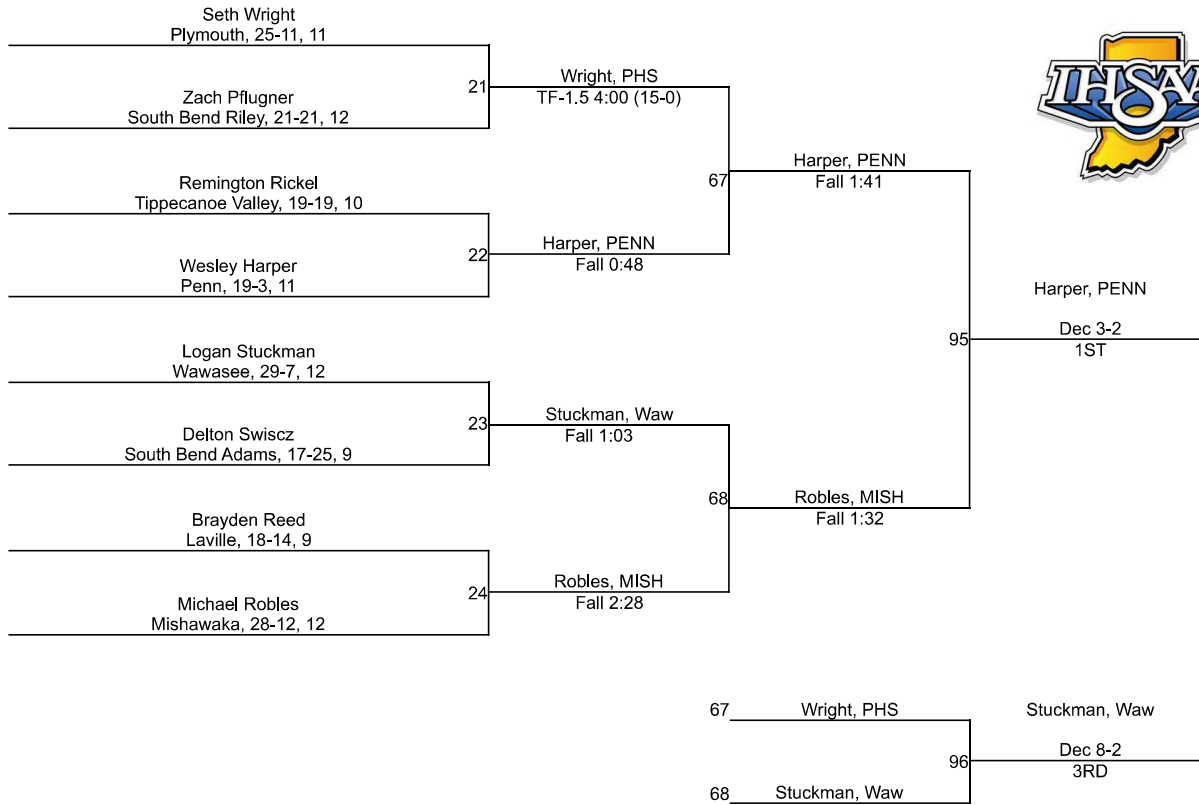 Seth Wright
Plymouth, 25-11, 11
21
Zach Pflugner
South Bend Riley, 21-21, 12
Wright, PHS
TF-1.5 4:00 (15-0)
IHSAA
67
Harper, PENN
Fall 1:41
Remington Rickel
Tippecanoe Valley, 19-19, 10
22
Harper, PENN
Fall 0:48
Wesley Harper
Penn, 19-3, 11
95
Harper, PENN
Dec 3-2
1ST
Logan Stuckman
Wawasee, 29-7, 12
23
Stuckman, Waw
Fall 1:03
Delton Swiscz
South Bend Adams, 17-25, 9
68
Robles, MISH
Fall 1:32
Brayden Reed
Laville, 18-14, 9
24
Robles, MISH
Fall 2:28
Michael Robles
Mishawaka, 28-12, 12
67 Wright, PHS
96
Stuckman, Waw
Dec 8-2
3RD
68 Stuckman, Waw